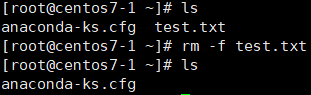 [root@centos7-1 ~]# ls
anaconda-ks.cfg  test.txt
[root@centos7-1 ~]# rm -f test.txt
[root@centos7-1 ~]# ls
anaconda-ks.cfg